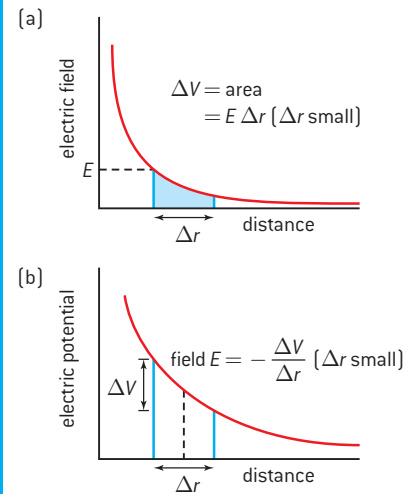 (a)
electric field
ΔV = area
= E Δr (Δr small)
E
Δr
distance
(b)
electric potential
field E = − ΔV/Δr (Δr small)
ΔV
Δr
distance